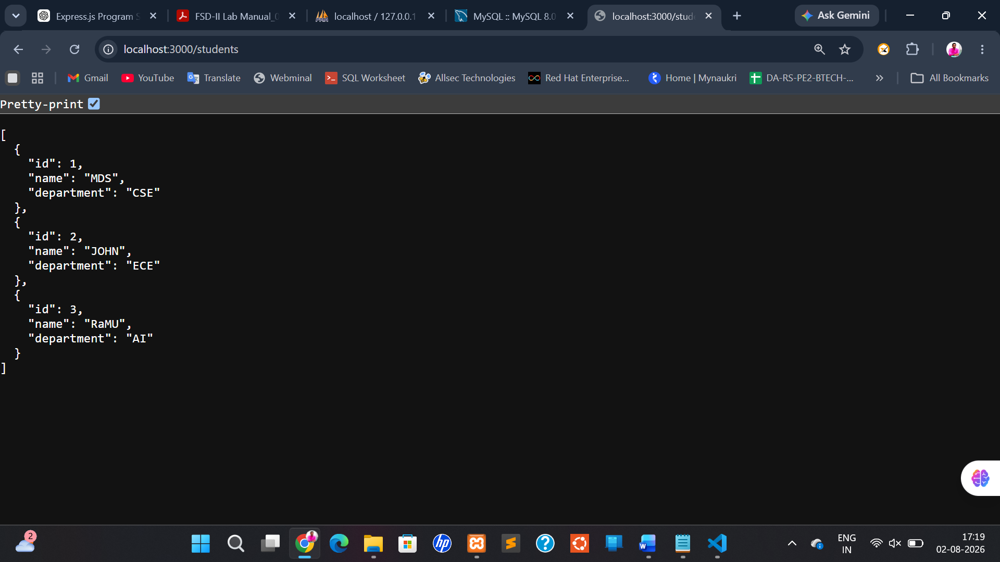 Express.js Program S
FSD-II Lab Manual_0
localhost / 127.0.0.1
MySQL :: MySQL 8.0
localhost:3000/stude
Ask Gemini
localhost:3000/students
Gmail
YouTube
Translate
Webminal
SQL Worksheet
Allsec Technologies
Red Hat Enterprise...
Home | Mynaukri
DA-RS-PE2-BTECH-...
All Bookmarks
Pretty-print
[
  {
    "id": 1,
    "name": "MDS",
    "department": "CSE"
  },
  {
    "id": 2,
    "name": "JOHN",
    "department": "ECE"
  },
  {
    "id": 3,
    "name": "RaMU",
    "department": "AI"
  }
]
2
ENG
IN
17:19
02-08-2026